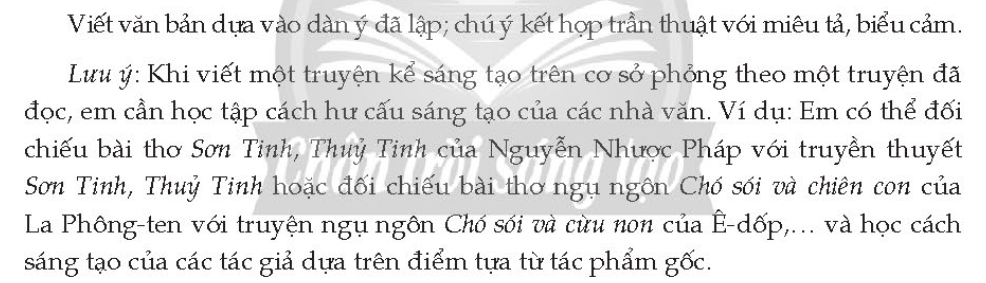 Viết văn bản dựa vào dàn ý đã lập; chú ý kết hợp trần thuật với miêu tả, biểu cảm.
Lưu ý: Khi viết một truyện kể sáng tạo trên cơ sở phỏng theo một truyện đã
đọc, em cần học tập cách hư cấu sáng tạo của các nhà văn. Ví dụ: Em có thể đối
chiếu bài thơ Sơn Tinh, Thuỷ Tinh của Nguyễn Nhược Pháp với truyền thuyết
Sơn Tinh, Thuỷ Tinh hoặc đối chiếu bài thơ ngụ ngôn Chó sói và chiên con của
La Phông-ten với truyện ngụ ngôn Chó sói và cừu non của Ê-dốp,... và học cách
sáng tạo của các tác giả dựa trên điểm tựa từ tác phẩm gốc.
Chân trời sáng tạo